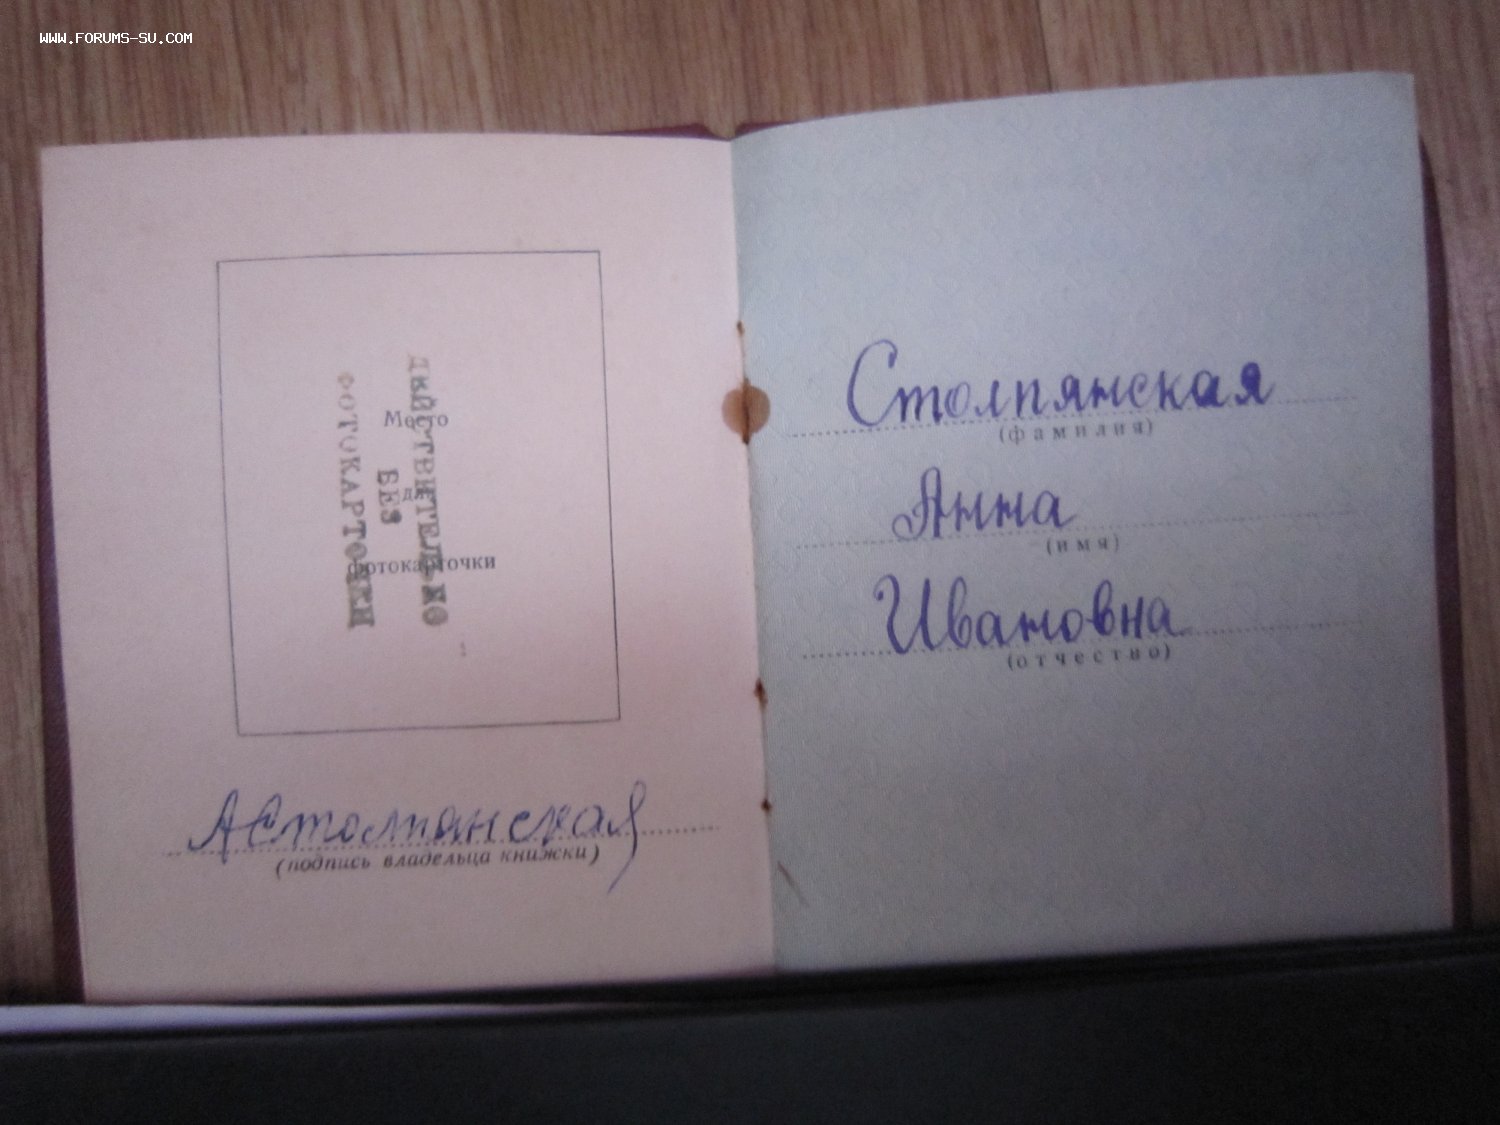 WWW.FORUMS-SU.COM
Место
для
фотокарточки
ДЕЙСТВИТЕЛЬНО
БЕЗ
ФОТОКАРТОЧКИ
АСтолпянская
(подпись владельца книжки)
Столпянская
(фамилия)
Анна
(имя)
Ивановна
(отчество)